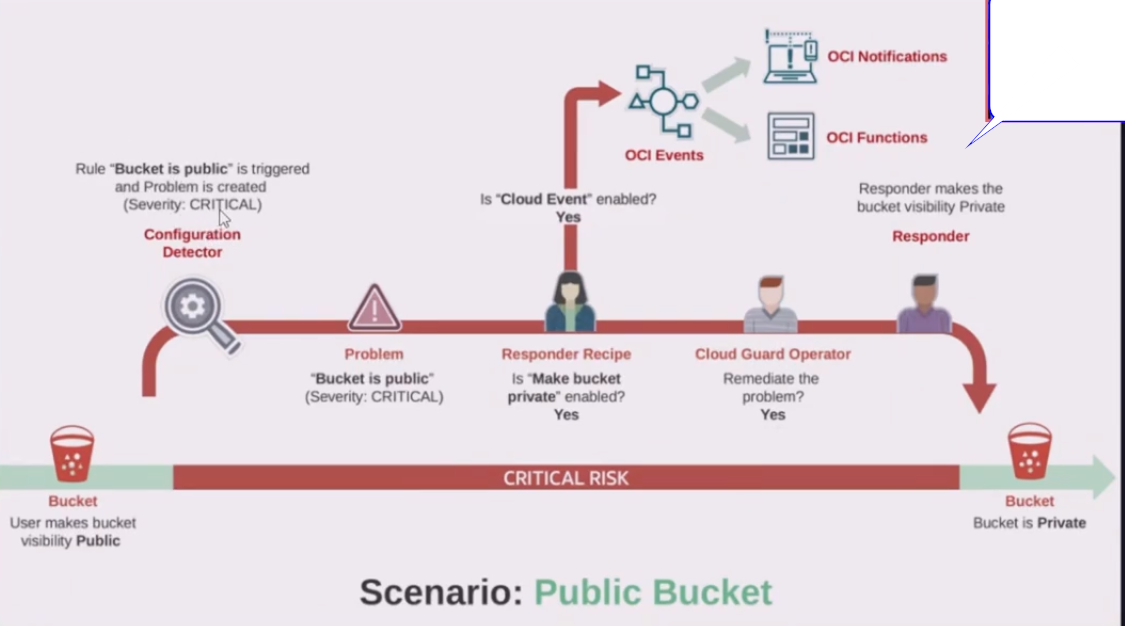 OCI Notifications
OCI Functions
OCI Events
Rule “Bucket is public” is triggered
and Problem is created
(Severity: CRITICAL)
Configuration
Detector
Is “Cloud Event” enabled?
Yes
Responder makes the
bucket visibility Private
Responder
Problem
“Bucket is public”
(Severity: CRITICAL)
Responder Recipe
Is “Make bucket
private” enabled?
Yes
Cloud Guard Operator
Remediate the
problem?
Yes
CRITICAL RISK
Bucket
User makes bucket
visibility Public
Bucket
Bucket is Private
Scenario: Public Bucket